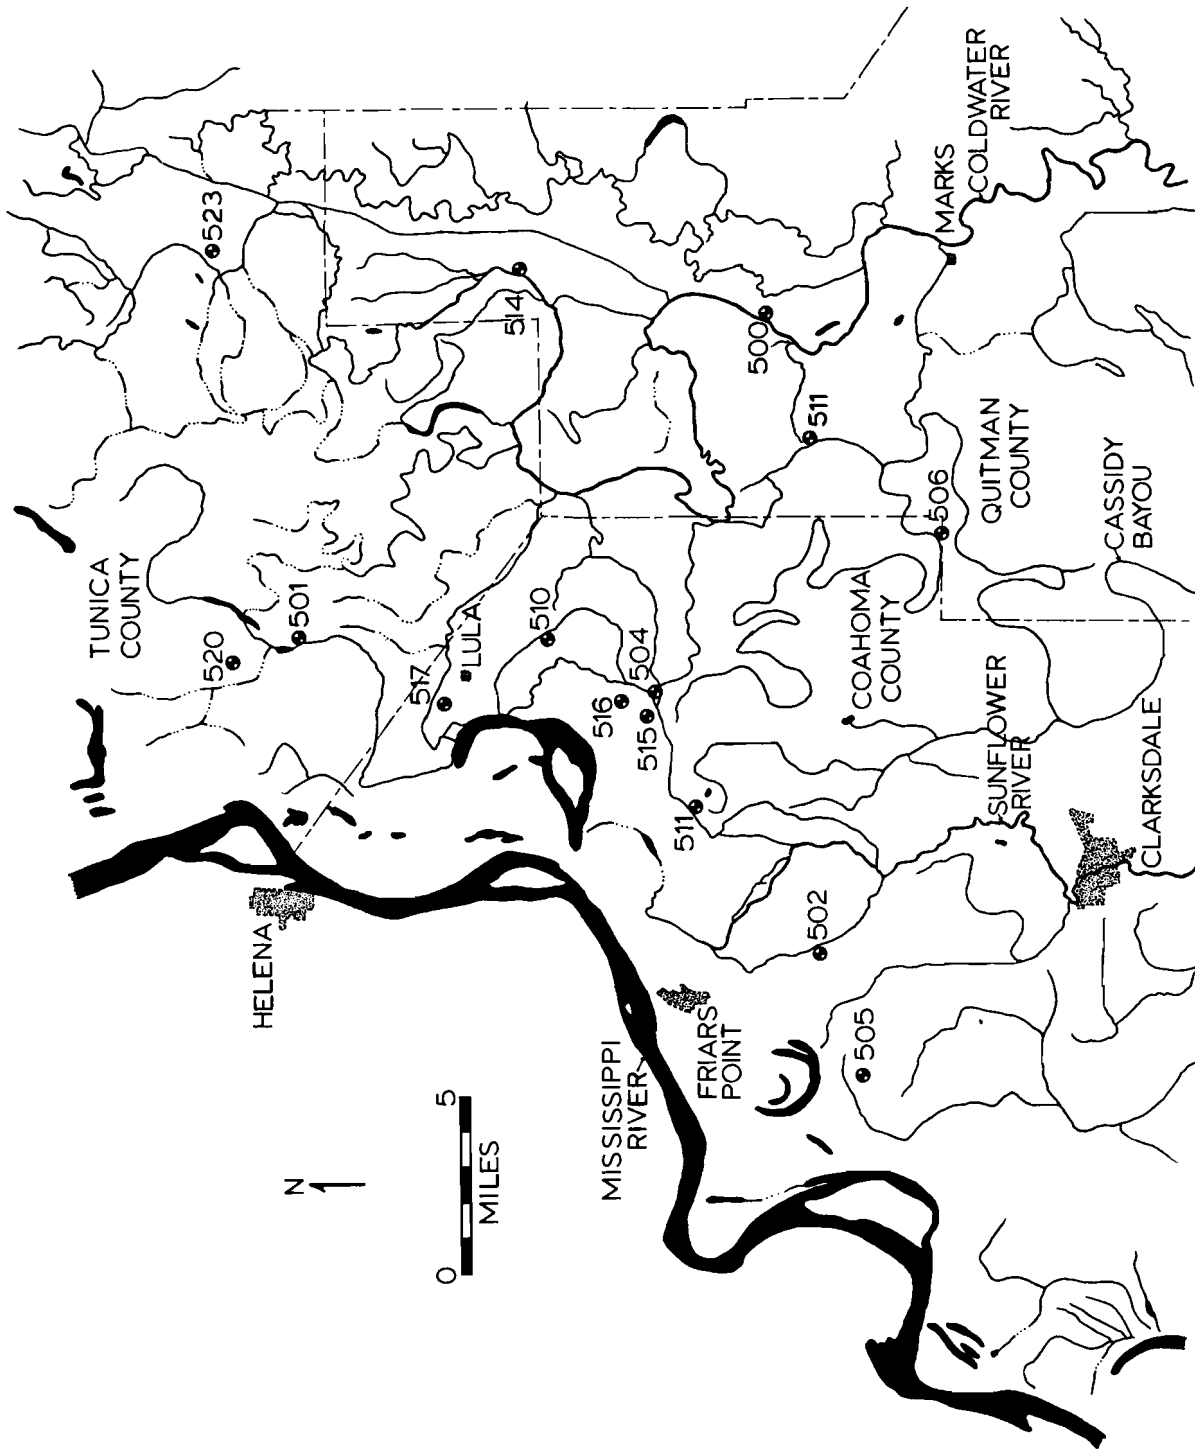 TUNICA
COUNTY
523
520
501
514
517
LULA
510
504
516
515
511
500
511
506
MARKS
COLDWATER
RIVER
QUITMAN
COUNTY
CASSIDY
BAYOU
COAHOMA
COUNTY
SUNFLOWER
RIVER
CLARKSDALE
502
505
HELENA
FRIARS
POINT
MISSISSIPPI
RIVER
N
0 5
MILES